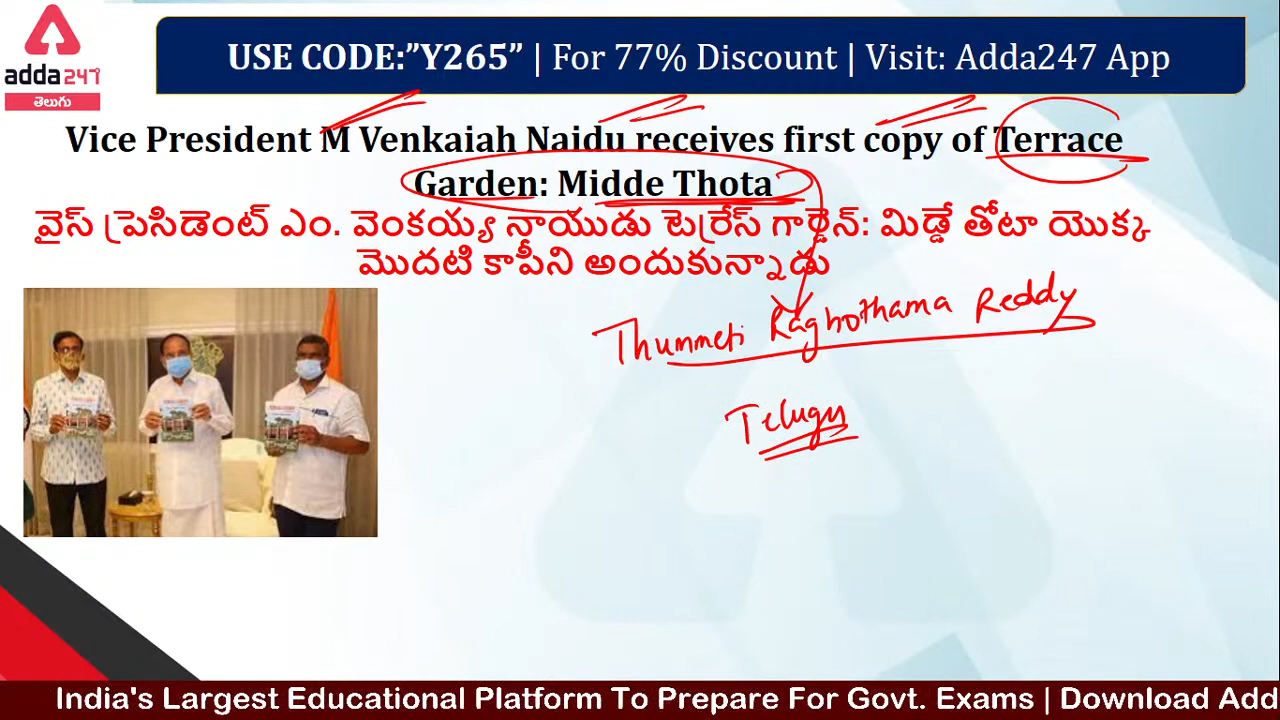 adda247
తెలుగు
USE CODE:”Y265” | For 77% Discount | Visit: Adda247 App
Vice President M Venkaiah Naidu receives first copy of Terrace
Garden: Midde Thota
వైస్ ప్రెసిడెంట్ ఎం. వెంకయ్య నాయుడు టెర్రేస్ గార్డెన్: మిడ్డే తోటా యొక్క
మొదటి కాపీని అందుకున్నాడు
Thummeti Raghothama Reddy
Telugu
India's Largest Educational Platform To Prepare For Govt. Exams | Download Add